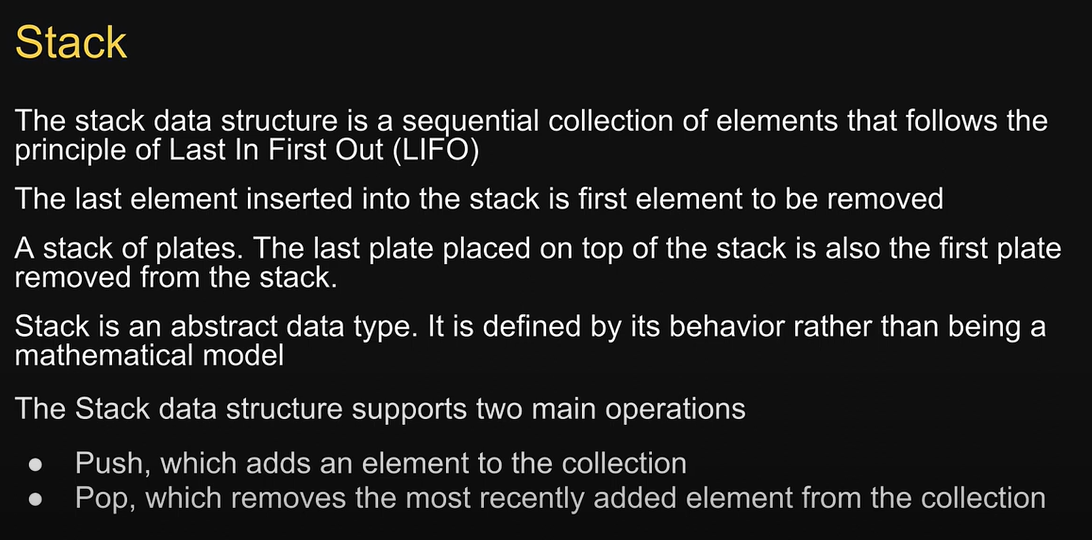 Stack
The stack data structure is a sequential collection of elements that follows the
principle of Last In First Out (LIFO)
The last element inserted into the stack is first element to be removed
A stack of plates. The last plate placed on top of the stack is also the first plate
removed from the stack.
Stack is an abstract data type. It is defined by its behavior rather than being a
mathematical model
The Stack data structure supports two main operations
● Push, which adds an element to the collection
● Pop, which removes the most recently added element from the collection